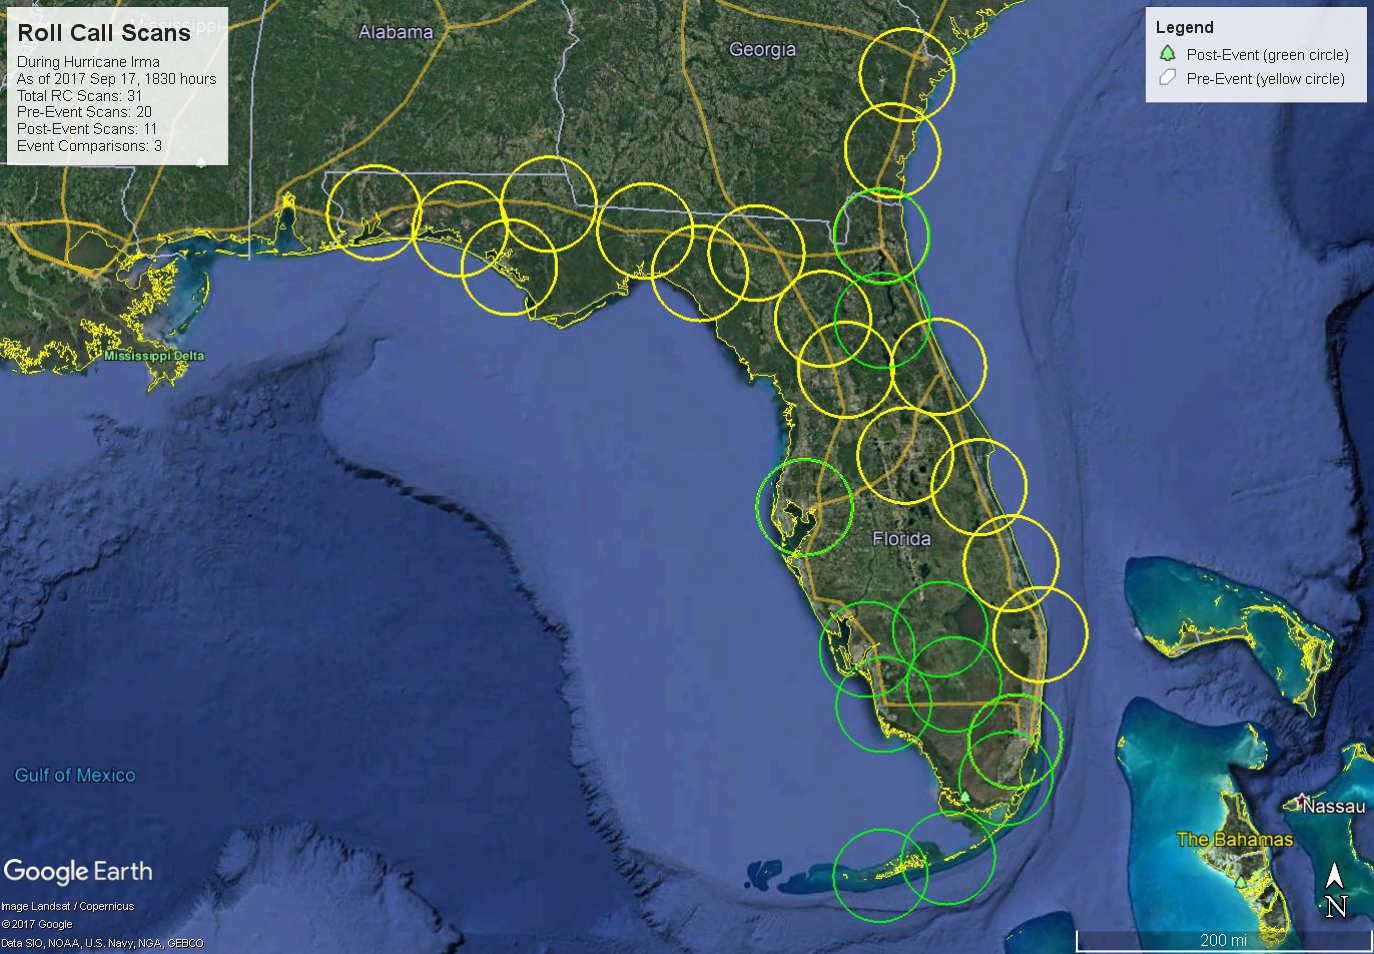 Roll Call Scans
During Hurricane Irma
As of 2017 Sep 17, 1830 hours
Total RC Scans: 31
Pre-Event Scans: 20
Post-Event Scans: 11
Event Comparisons: 3
Mississippi
Alabama
Georgia
Legend
Post-Event (green circle)
Pre-Event (yellow circle)
Mississippi Delta
Florida
Gulf of Mexico
Nassau
The Bahamas
Google Earth
Image Landsat / Copernicus
©2017 Google
Data SIO, NOAA, U.S. Navy, NGA, GEBCO
N
200 mi